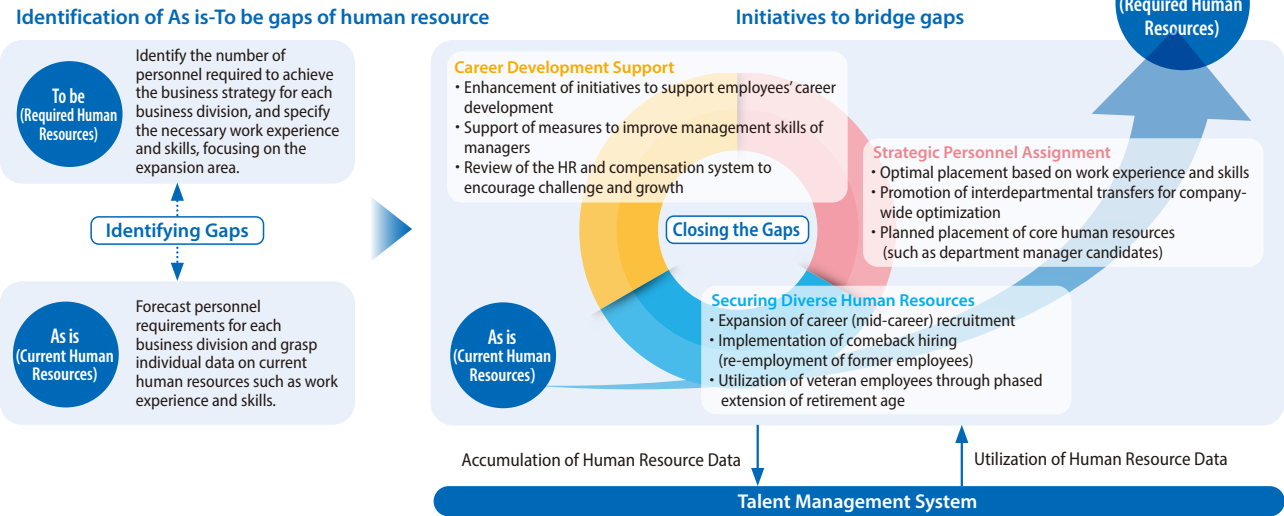 Identification of As is-To be gaps of human resource
To be
(Required Human
Resources)
Identify the number of
personnel required to achieve
the business strategy for each
business division, and specify
the necessary work experience
and skills, focusing on the
expansion area.
Identifying Gaps
As is
(Current Human
Resources)
Forecast personnel
requirements for each
business division and grasp
individual data on current
human resources such as work
experience and skills.
Initiatives to bridge gaps
(Required Human
Resources)
Career Development Support
・Enhancement of initiatives to support employees’ career
development
・Support of measures to improve management skills of
managers
・Review of the HR and compensation system to
encourage challenge and growth
Closing the Gaps
Strategic Personnel Assignment
・Optimal placement based on work experience and skills
・Promotion of interdepartmental transfers for company-
wide optimization
・Planned placement of core human resources
(such as department manager candidates)
As is
(Current Human
Resources)
Securing Diverse Human Resources
・Expansion of career (mid-career) recruitment
・Implementation of comeback hiring
(re-employment of former employees)
・Utilization of veteran employees through phased
extension of retirement age
Accumulation of Human Resource Data
Utilization of Human Resource Data
Talent Management System